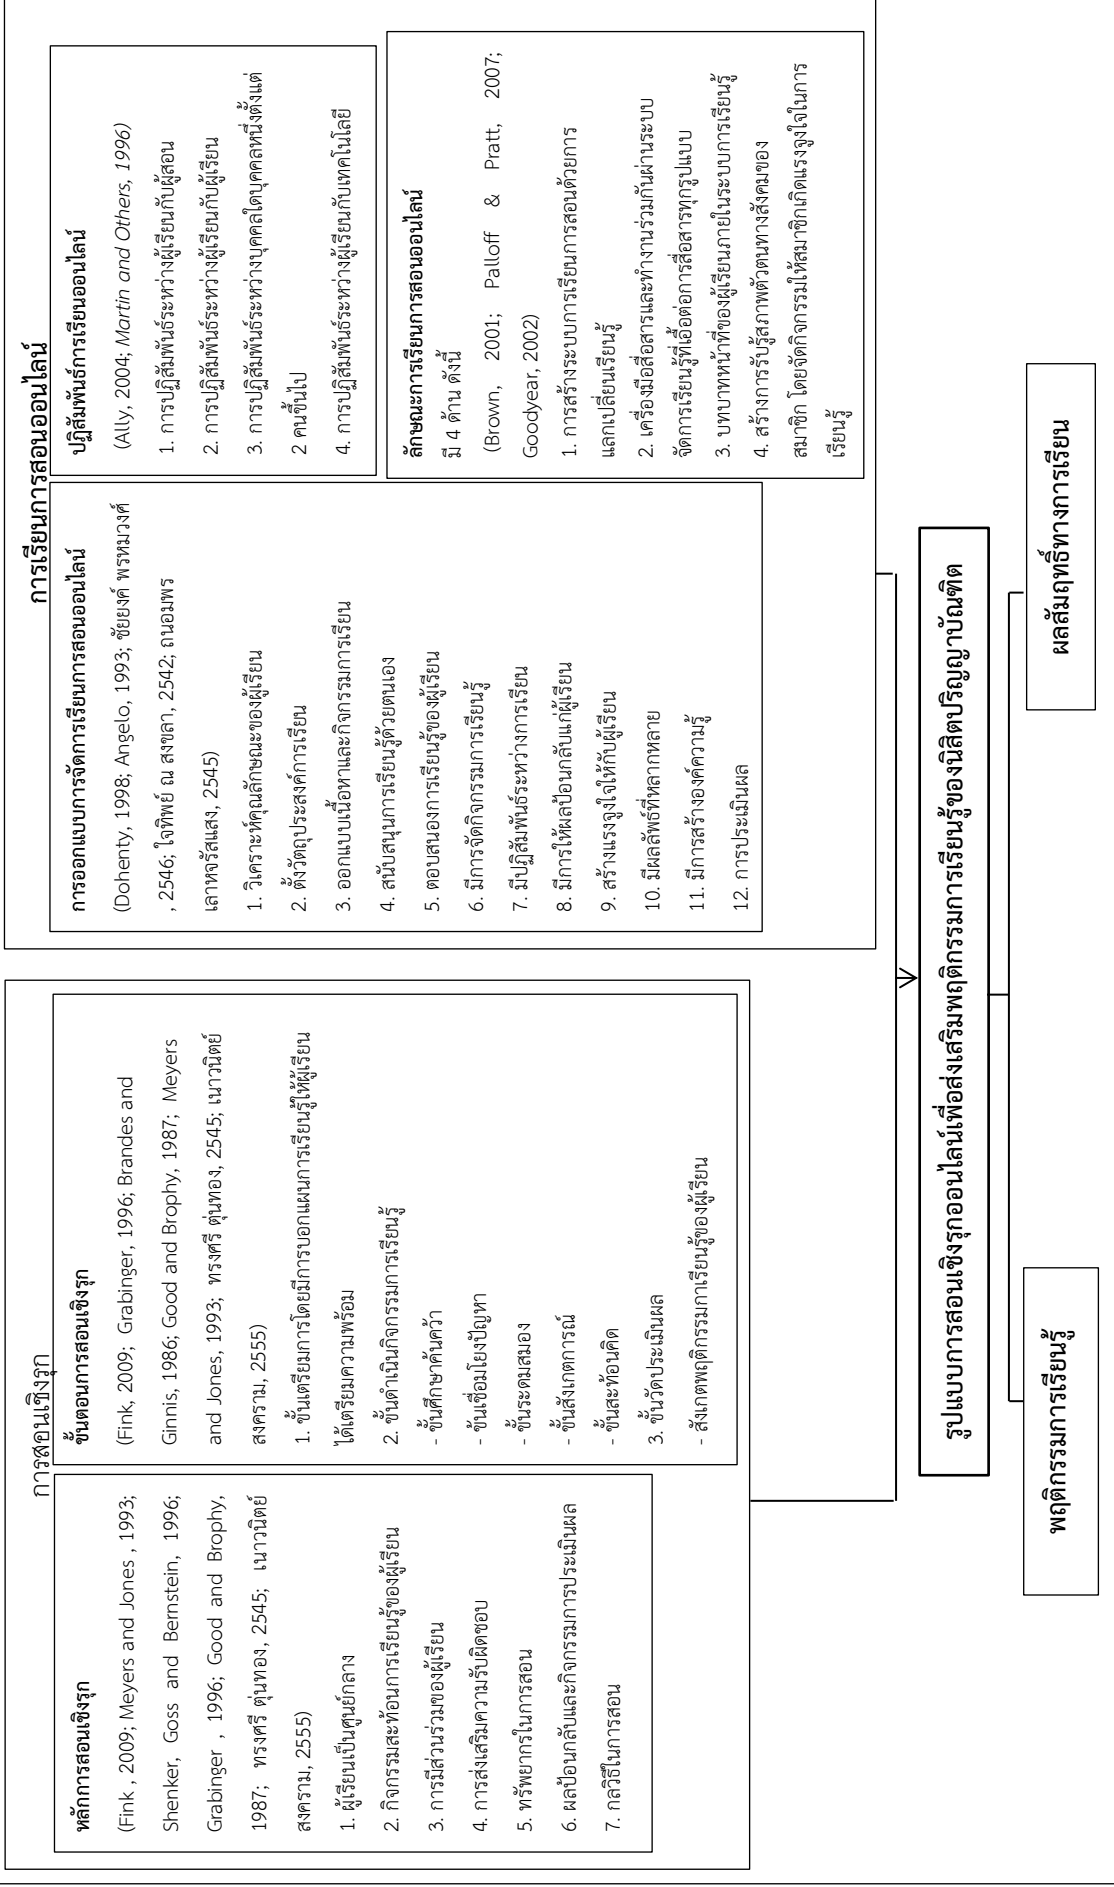 การสอนเชิงรุก
หลักการสอนเชิงรุก
(Fink , 2009; Meyers and Jones , 1993;
Shenker, Goss and Bernstein, 1996;
Grabinger , 1996; Good and Brophy,
1987; ทรงศรี ตุ่นทอง, 2545; เนาวนิตย์
สงคราม, 2555)
1. ผู้เรียนเป็นศูนย์กลาง
2. กิจกรรมสะท้อนการเรียนรู้ของผู้เรียน
3. การมีส่วนร่วมของผู้เรียน
4. การส่งเสริมความรับผิดชอบ
5. ทรัพยากรในการสอน
6. ผลป้อนกลับและกิจกรรมการประเมินผล
7. กลวิธีในการสอน
ขั้นตอนการสอนเชิงรุก
(Fink, 2009; Grabinger, 1996; Brandes and
Ginnis, 1986; Good and Brophy, 1987; Meyers
and Jones, 1993; ทรงศรี ตุ่นทอง, 2545; เนาวนิตย์
สงคราม, 2555)
1. ขั้นเตรียมการโดยมีการบอกแผนการเรียนรู้ให้ผู้เรียน
ได้เตรียมความพร้อม
2. ขั้นดำเนินกิจกรรมการเรียนรู้
- ขั้นศึกษาค้นคว้า
- ขั้นเชื่อมโยงปัญหา
- ขั้นระดมสมอง
- ขั้นสังเกตการณ์
- ขั้นสะท้อนคิด
3. ขั้นวัดประเมินผล
- สังเกตพฤติกรรมกาเรียนรู้ของผู้เรียน
การเรียนการสอนออนไลน์
การออกแบบการจัดการเรียนการสอนออนไลน์
(Dohenty, 1998; Angelo, 1993; ชัยยงค์ พรหมวงศ์
, 2546; ใจทิพย์ ณ สงขลา, 2542; ถนอมพร
เลาหจรัสแสง, 2545)
1. วิเคราะห์คุณลักษณะของผู้เรียน
2. ตั้งวัตถุประสงค์การเรียน
3. ออกแบบเนื้อหาและกิจกรรมการเรียน
4. สนับสนุนการเรียนรู้ด้วยตนเอง
5. ตอบสนองการเรียนรู้ของผู้เรียน
6. มีการจัดกิจกรรมการเรียนรู้
7. มีปฏิสัมพันธ์ระหว่างการเรียน
8. มีการให้ผลป้อนกลับแก่ผู้เรียน
9. สร้างแรงจูงใจให้กับผู้เรียน
10. มีผลลัพธ์ที่หลากหลาย
11. มีการสร้างองค์ความรู้
12. การประเมินผล
ปฏิสัมพันธ์การเรียนออนไลน์
(Ally, 2004; Martin and Others, 1996)
1. การปฏิสัมพันธ์ระหว่างผู้เรียนกับผู้สอน
2. การปฏิสัมพันธ์ระหว่างผู้เรียนกับผู้เรียน
3. การปฏิสัมพันธ์ระหว่างบุคคลใดบุคคลหนึ่งตั้งแต่
2 คนขึ้นไป
4. การปฏิสัมพันธ์ระหว่างผู้เรียนกับเทคโนโลยี
ลักษณะการเรียนการสอนออนไลน์
มี 4 ด้าน ดังนี้
(Brown, 2001; Palloff & Pratt, 2007;
Goodyear, 2002)
1. การสร้างระบบการเรียนการสอนด้วยการ
แลกเปลี่ยนเรียนรู้
2. เครื่องมือสื่อสารและทำงานร่วมกันผ่านระบบ
จัดการเรียนรู้ที่เอื้อต่อการสื่อสารทุกรูปแบบ
3. บทบาทหน้าที่ของผู้เรียนภายในระบบการเรียนรู้
4. สร้างการรับรู้สภาพตัวตนทางสังคมของ
สมาชิก โดยจัดกิจกรรมให้สมาชิกเกิดแรงจูงใจในการ
เรียนรู้
รูปแบบการสอนเชิงรุกออนไลน์เพื่อส่งเสริมพฤติกรรมการเรียนรู้ของนิสิตปริญญาบัณฑิต
พฤติกรรมการเรียนรู้
ผลสัมฤทธิ์ทางการเรียน